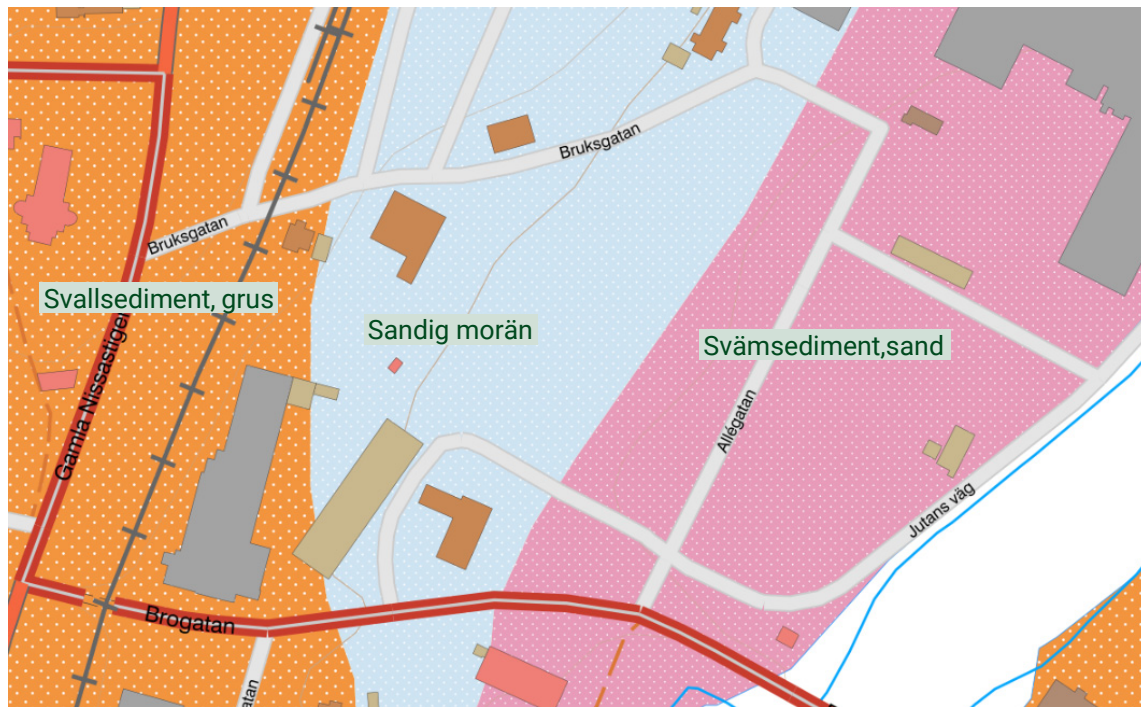 Bruksgatan
Bruksgatan
Svallsediment, grus
Sandig morän
Svämsediment,sand
Gamla Nissastigen
Allégatan
Jutans väg
Brogatan